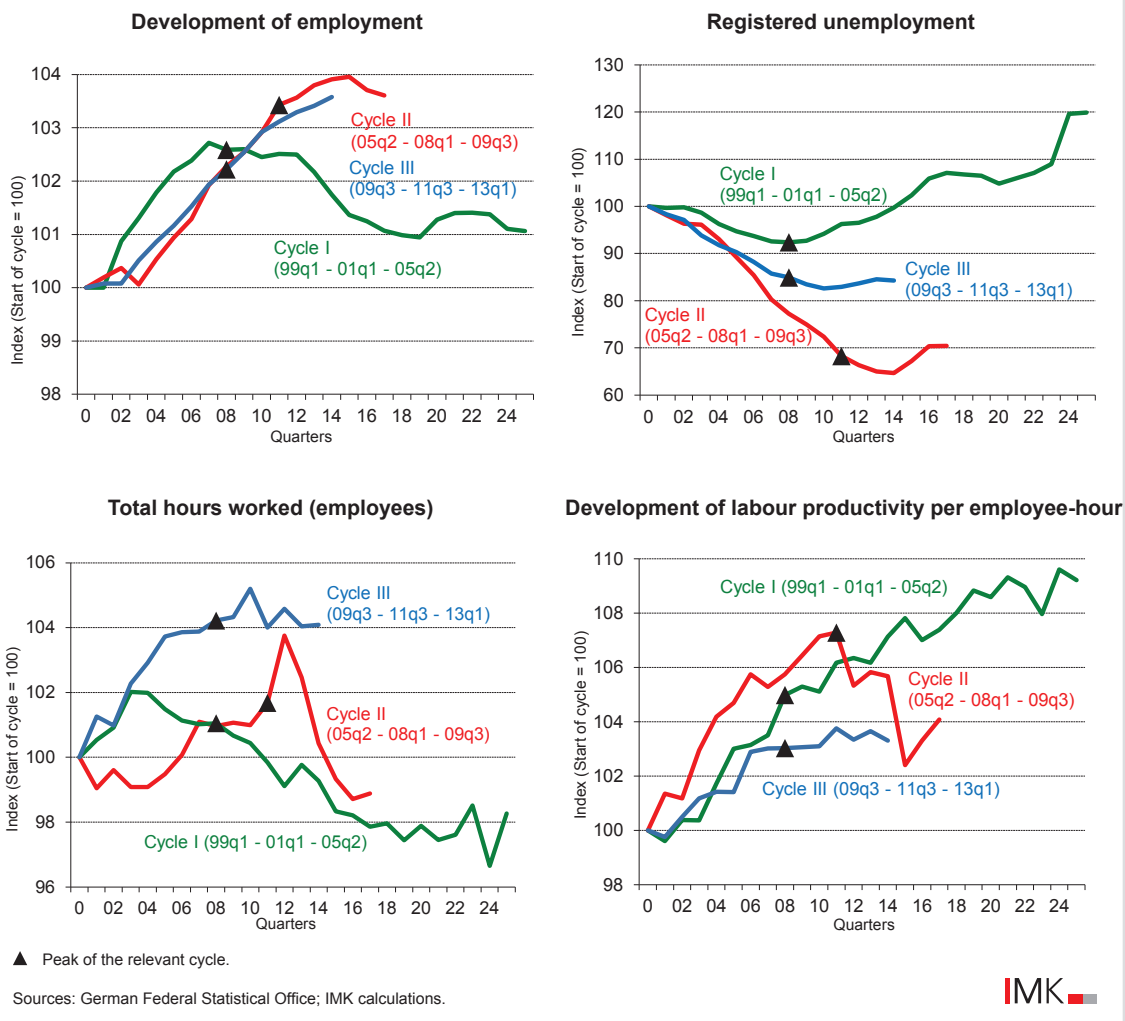 Development of employment
104
103
102
101
100
99
98
Index (Start of cycle = 100)
Cycle II
(05q2 - 08q1 - 09q3)
Cycle III
(09q3 - 11q3 - 13q1)
Cycle I
(99q1 - 01q1 - 05q2)
0 02 04 06 08 10 12 14 16 18 20 22 24
Quarters
Registered unemployment
130
120
110
100
90
80
70
60
Index (Start of cycle = 100)
Cycle I
(99q1 - 01q1 - 05q2)
Cycle III
(09q3 - 11q3 - 13q1)
Cycle II
(05q2 - 08q1 - 09q3)
0 02 04 06 08 10 12 14 16 18 20 22 24
Quarters
Total hours worked (employees)
106
104
102
100
98
96
Index (Start of cycle = 100)
Cycle III
(09q3 - 11q3 - 13q1)
Cycle II
(05q2 - 08q1 - 09q3)
Cycle I (99q1 - 01q1 - 05q2)
0 02 04 06 08 10 12 14 16 18 20 22 24
Quarters
Development of labour productivity per employee-hour
110
108
106
104
102
100
98
Index (Start of cycle = 100)
Cycle I (99q1 - 01q1 - 05q2)
Cycle II
(05q2 - 08q1 - 09q3)
Cycle III (09q3 - 11q3 - 13q1)
0 02 04 06 08 10 12 14 16 18 20 22 24
Quarters
▲ Peak of the relevant cycle.
Sources: German Federal Statistical Office; IMK calculations.
IMK